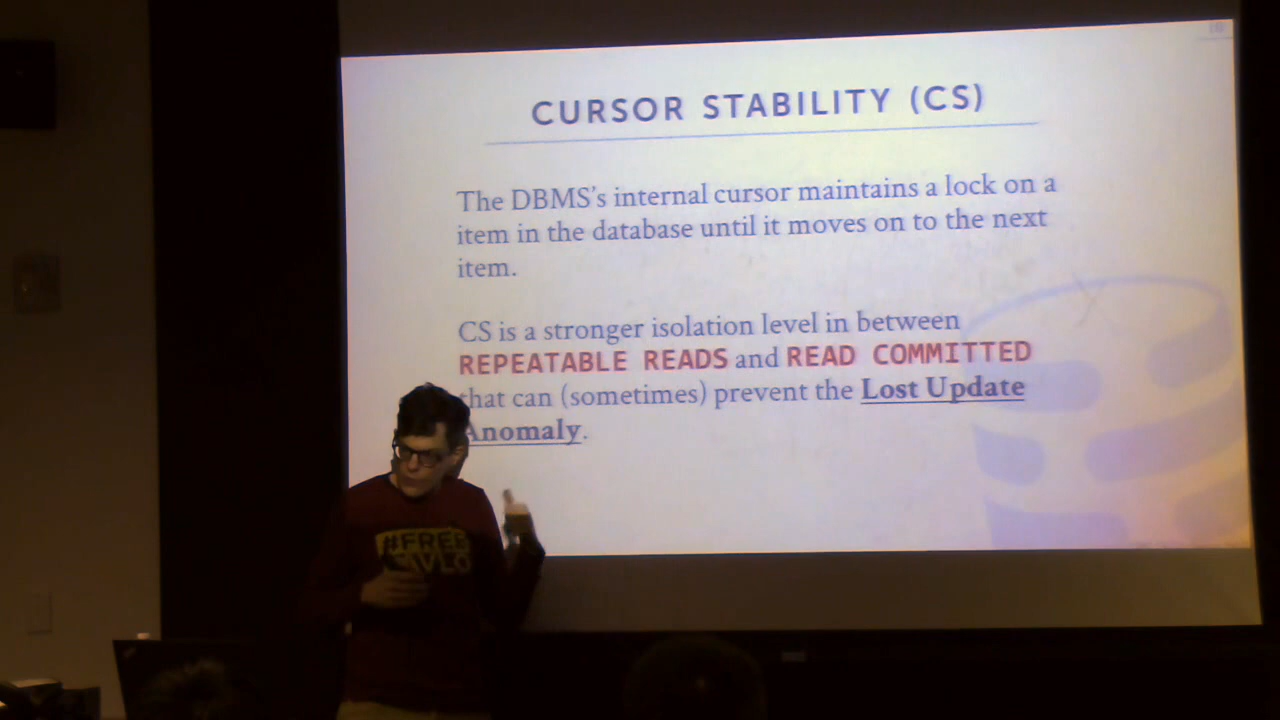 CURSOR STABILITY (CS)
The DBMS's internal cursor maintains a lock on a
item in the database until it moves on to the next
item.
CS is a stronger isolation level in between
REPEATABLE READS and READ COMMITTED
that can (sometimes) prevent the Lost Update
Anomaly.
#FREE